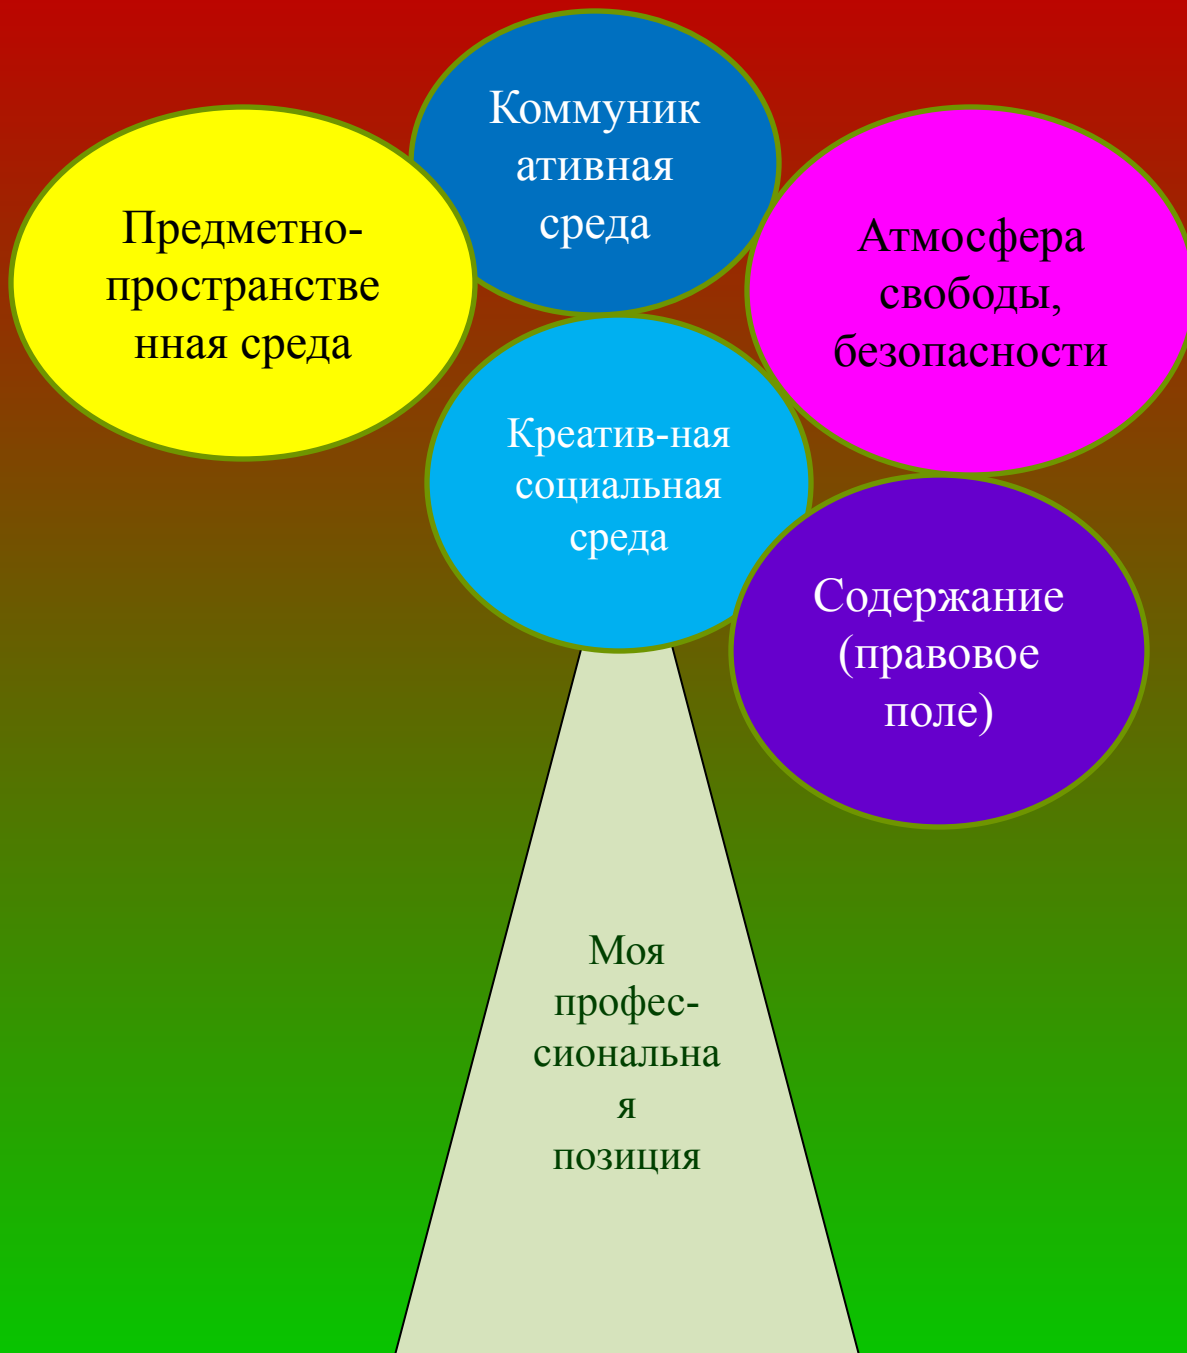 Коммуник
ативная
среда
Предметно-
пространстве
нная среда
Атмосфера
свободы,
безопасности
Креатив-ная
социальная
среда
Содержание
(правовое
поле)
Моя
профес-
сиональна
я
позиция